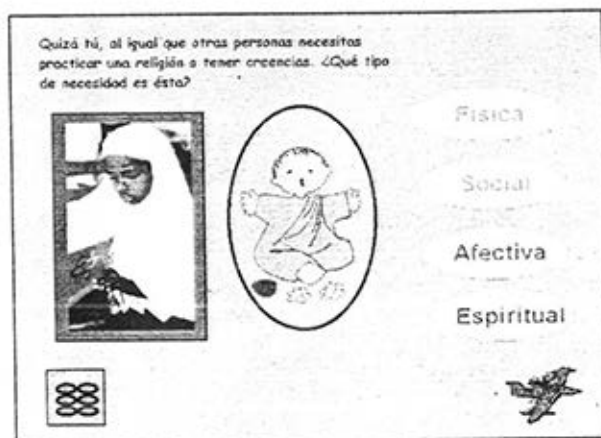 Quizá tú, al igual que otras personas necesitas
practicar una religión o tener creencias. ¿Qué tipo
de necesidad es ésta?
Física
Social
Afectiva
Espiritual